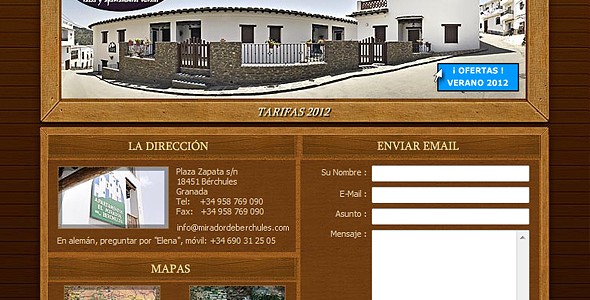 ¡ OFERTAS !
VERANO 2012
TARIFAS 2012
LA DIRECCIÓN
Plaza Zapata s/n
18451 Bérchules
Granada
Tel: +34 958 769 090
Fax: +34 958 769 090
info@miradordeberchules.com
En alemán, preguntar por "Elena", móvil: +34 690 31 25 05
MAPAS
ENVIAR EMAIL
Su Nombre :
E-Mail :
Asunto :
Mensaje :